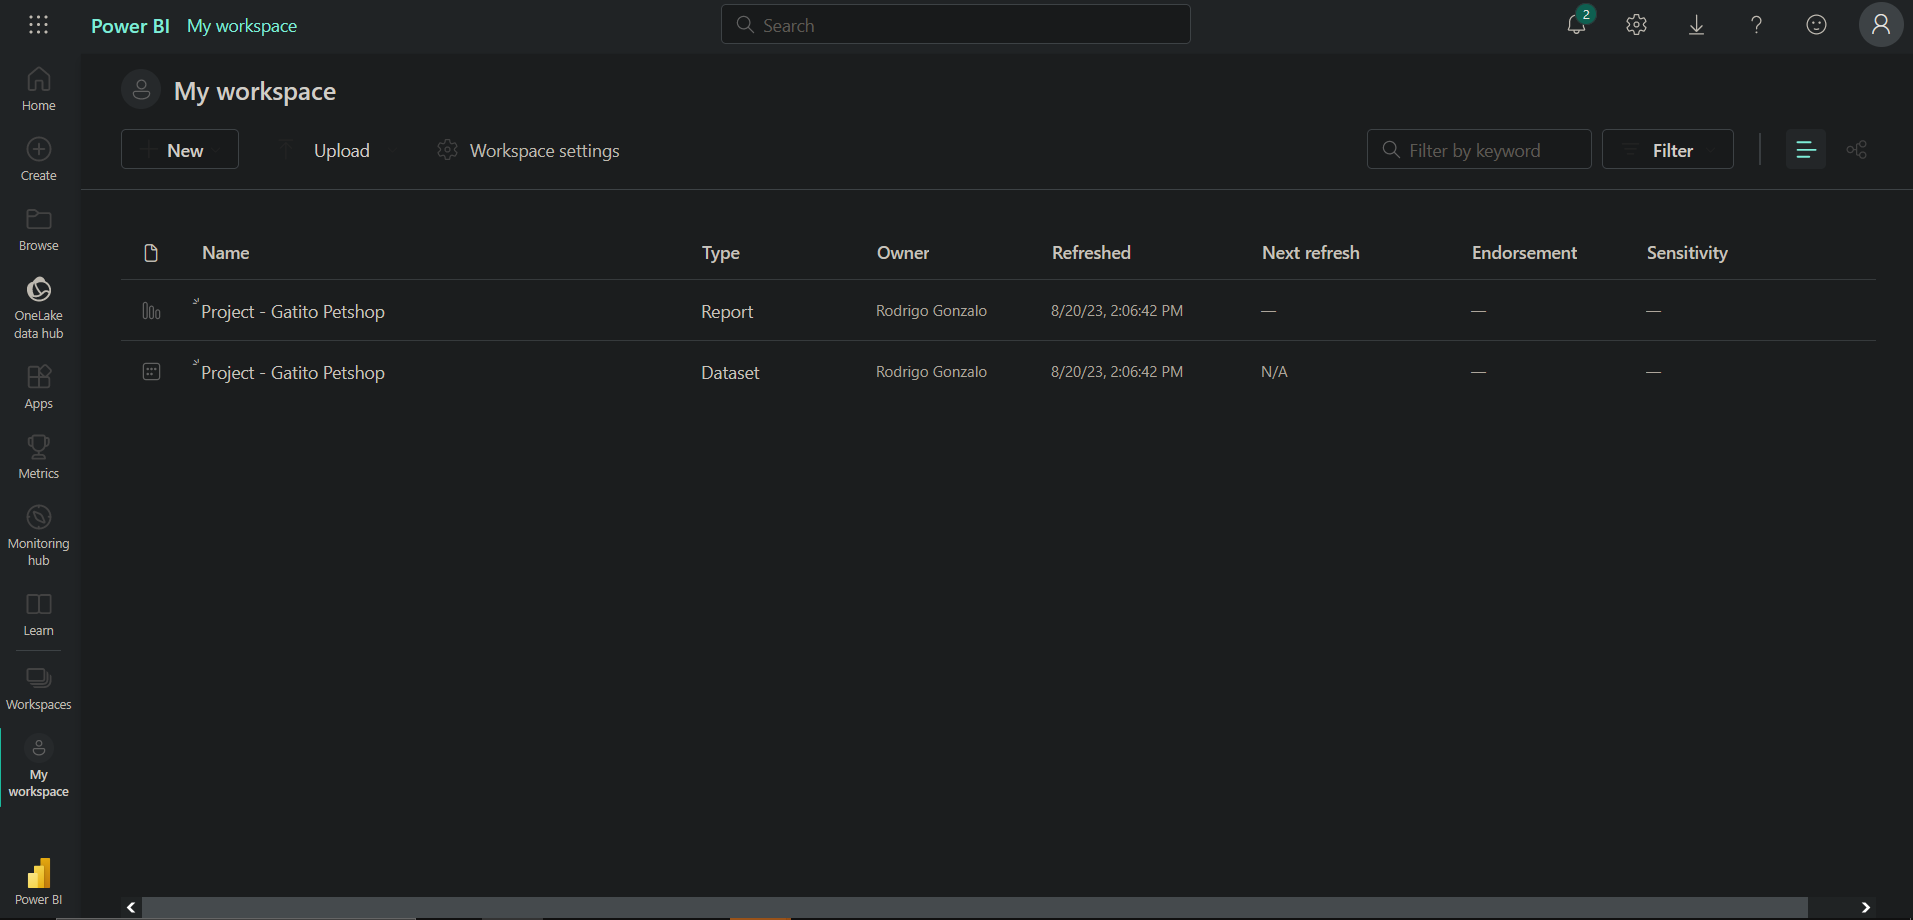 Power BI My workspace
Search
2
Home
Create
Browse
OneLake
data hub
Apps
Metrics
Monitoring
hub
Learn
Workspaces
My
workspace
Power BI
My workspace
New
Upload
Workspace settings
Filter by keyword
Filter
Name Type Owner Refreshed Next refresh Endorsement Sensitivity
Project - Gatito Petshop Report Rodrigo Gonzalo 8/20/23, 2:06:42 PM — — —
Project - Gatito Petshop Dataset Rodrigo Gonzalo 8/20/23, 2:06:42 PM N/A — —